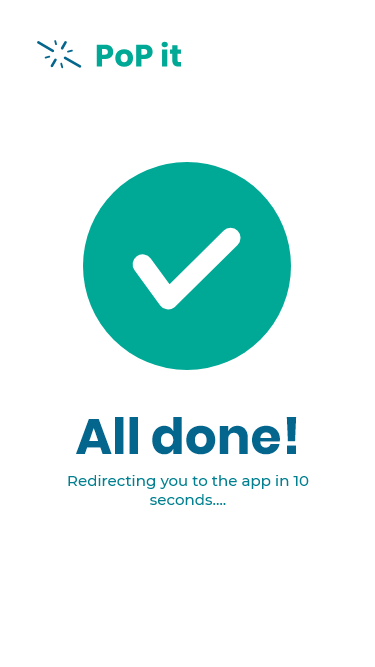 PoP it
All done!
Redirecting you to the app in 10
seconds....